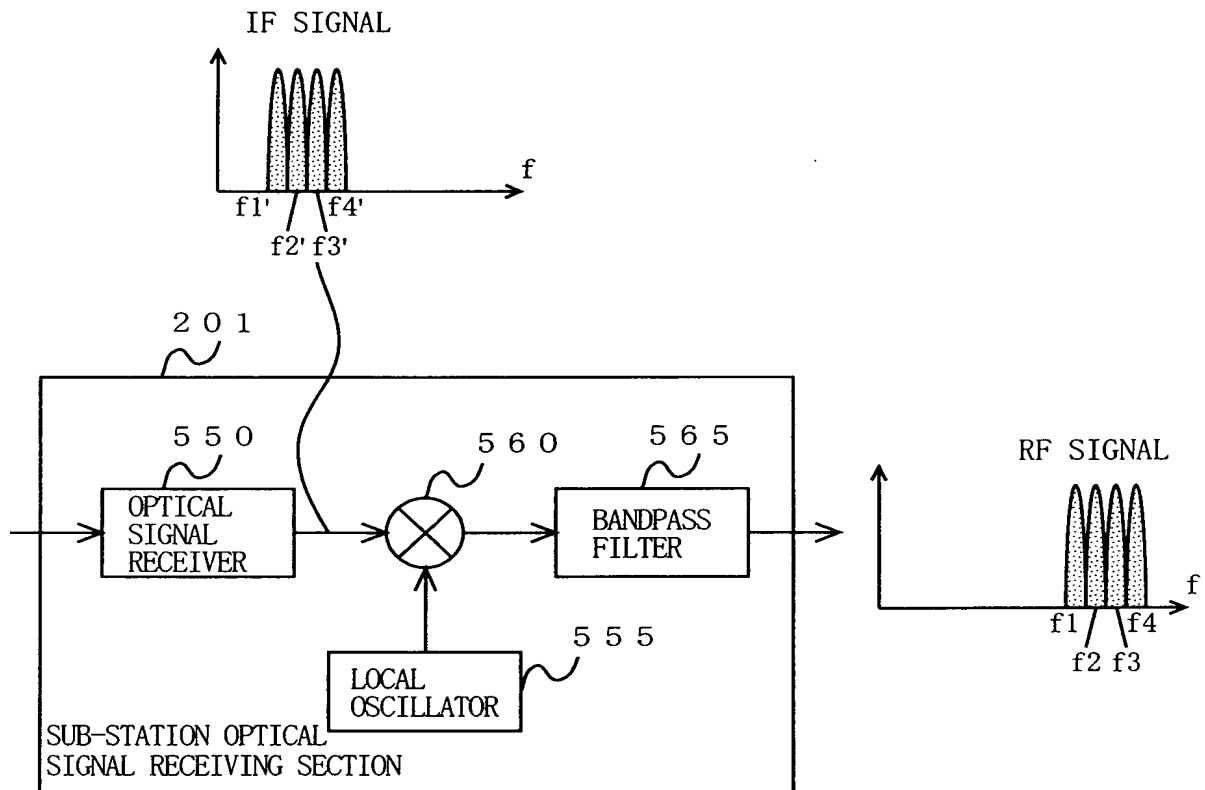 IF SIGNAL
f
f1' f4'
f2' f3'
２０１
５５０
５６０
５６５
RF SIGNAL
OPTICAL
SIGNAL
RECEIVER
BANDPASS
FILTER
f
f1 f4
f2 f3
５５５
LOCAL
OSCILLATOR
SUB-STATION OPTICAL
SIGNAL RECEIVING SECTION